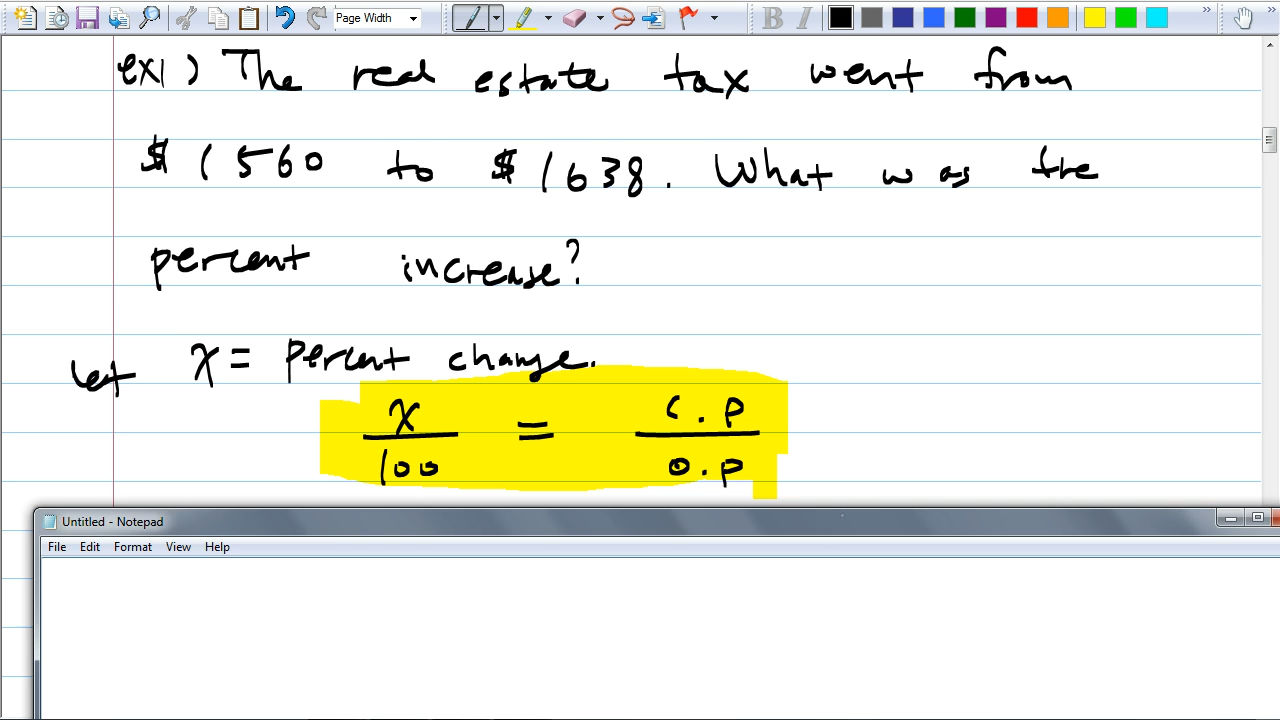 Page Width
B I
ex1) The real estate tax went from
$1560 to $1638. What was the
percent increase?
let x = percent change.
x/100 = c.p/o.p
Untitled - Notepad
File Edit Format View Help